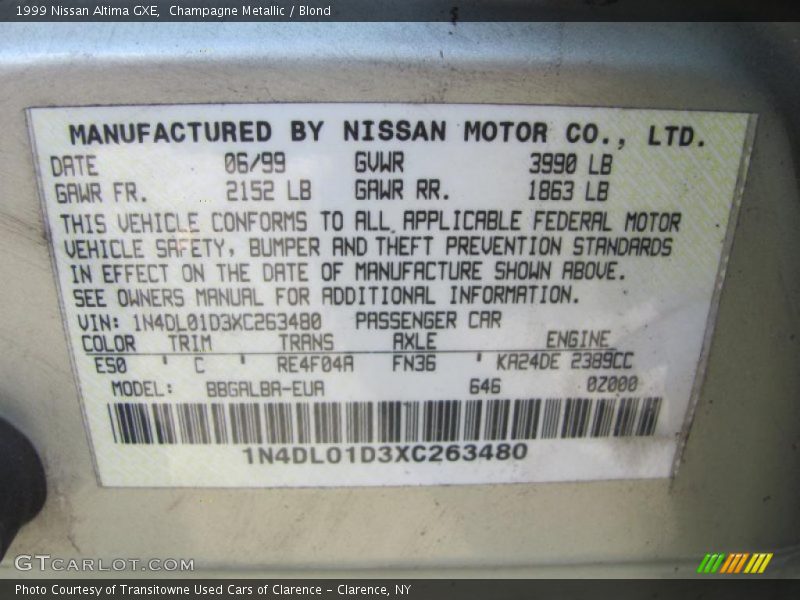 1999 Nissan Altima GXE, Champagne Metallic / Blond
MANUFACTURED BY NISSAN MOTOR CO., LTD.
DATE 06/99 GVWR 3990 LB
GAWR FR. 2152 LB GAWR RR. 1863 LB
THIS VEHICLE CONFORMS TO ALL APPLICABLE FEDERAL MOTOR
VEHICLE SAFETY, BUMPER AND THEFT PREVENTION STANDARDS
IN EFFECT ON THE DATE OF MANUFACTURE SHOWN ABOVE.
SEE OWNERS MANUAL FOR ADDITIONAL INFORMATION.
VIN: 1N4DL01D3XC263480 PASSENGER CAR
COLOR TRIM TRANS AXLE ENGINE
ES0 ' C ' RE4F04A FN36 ' KA24DE 2389CC
MODEL: BBGALBA-EUA 646 0Z000
1N4DL01D3XC263480
GTCARLOT.COM
Photo Courtesy of Transitowne Used Cars of Clarence – Clarence, NY